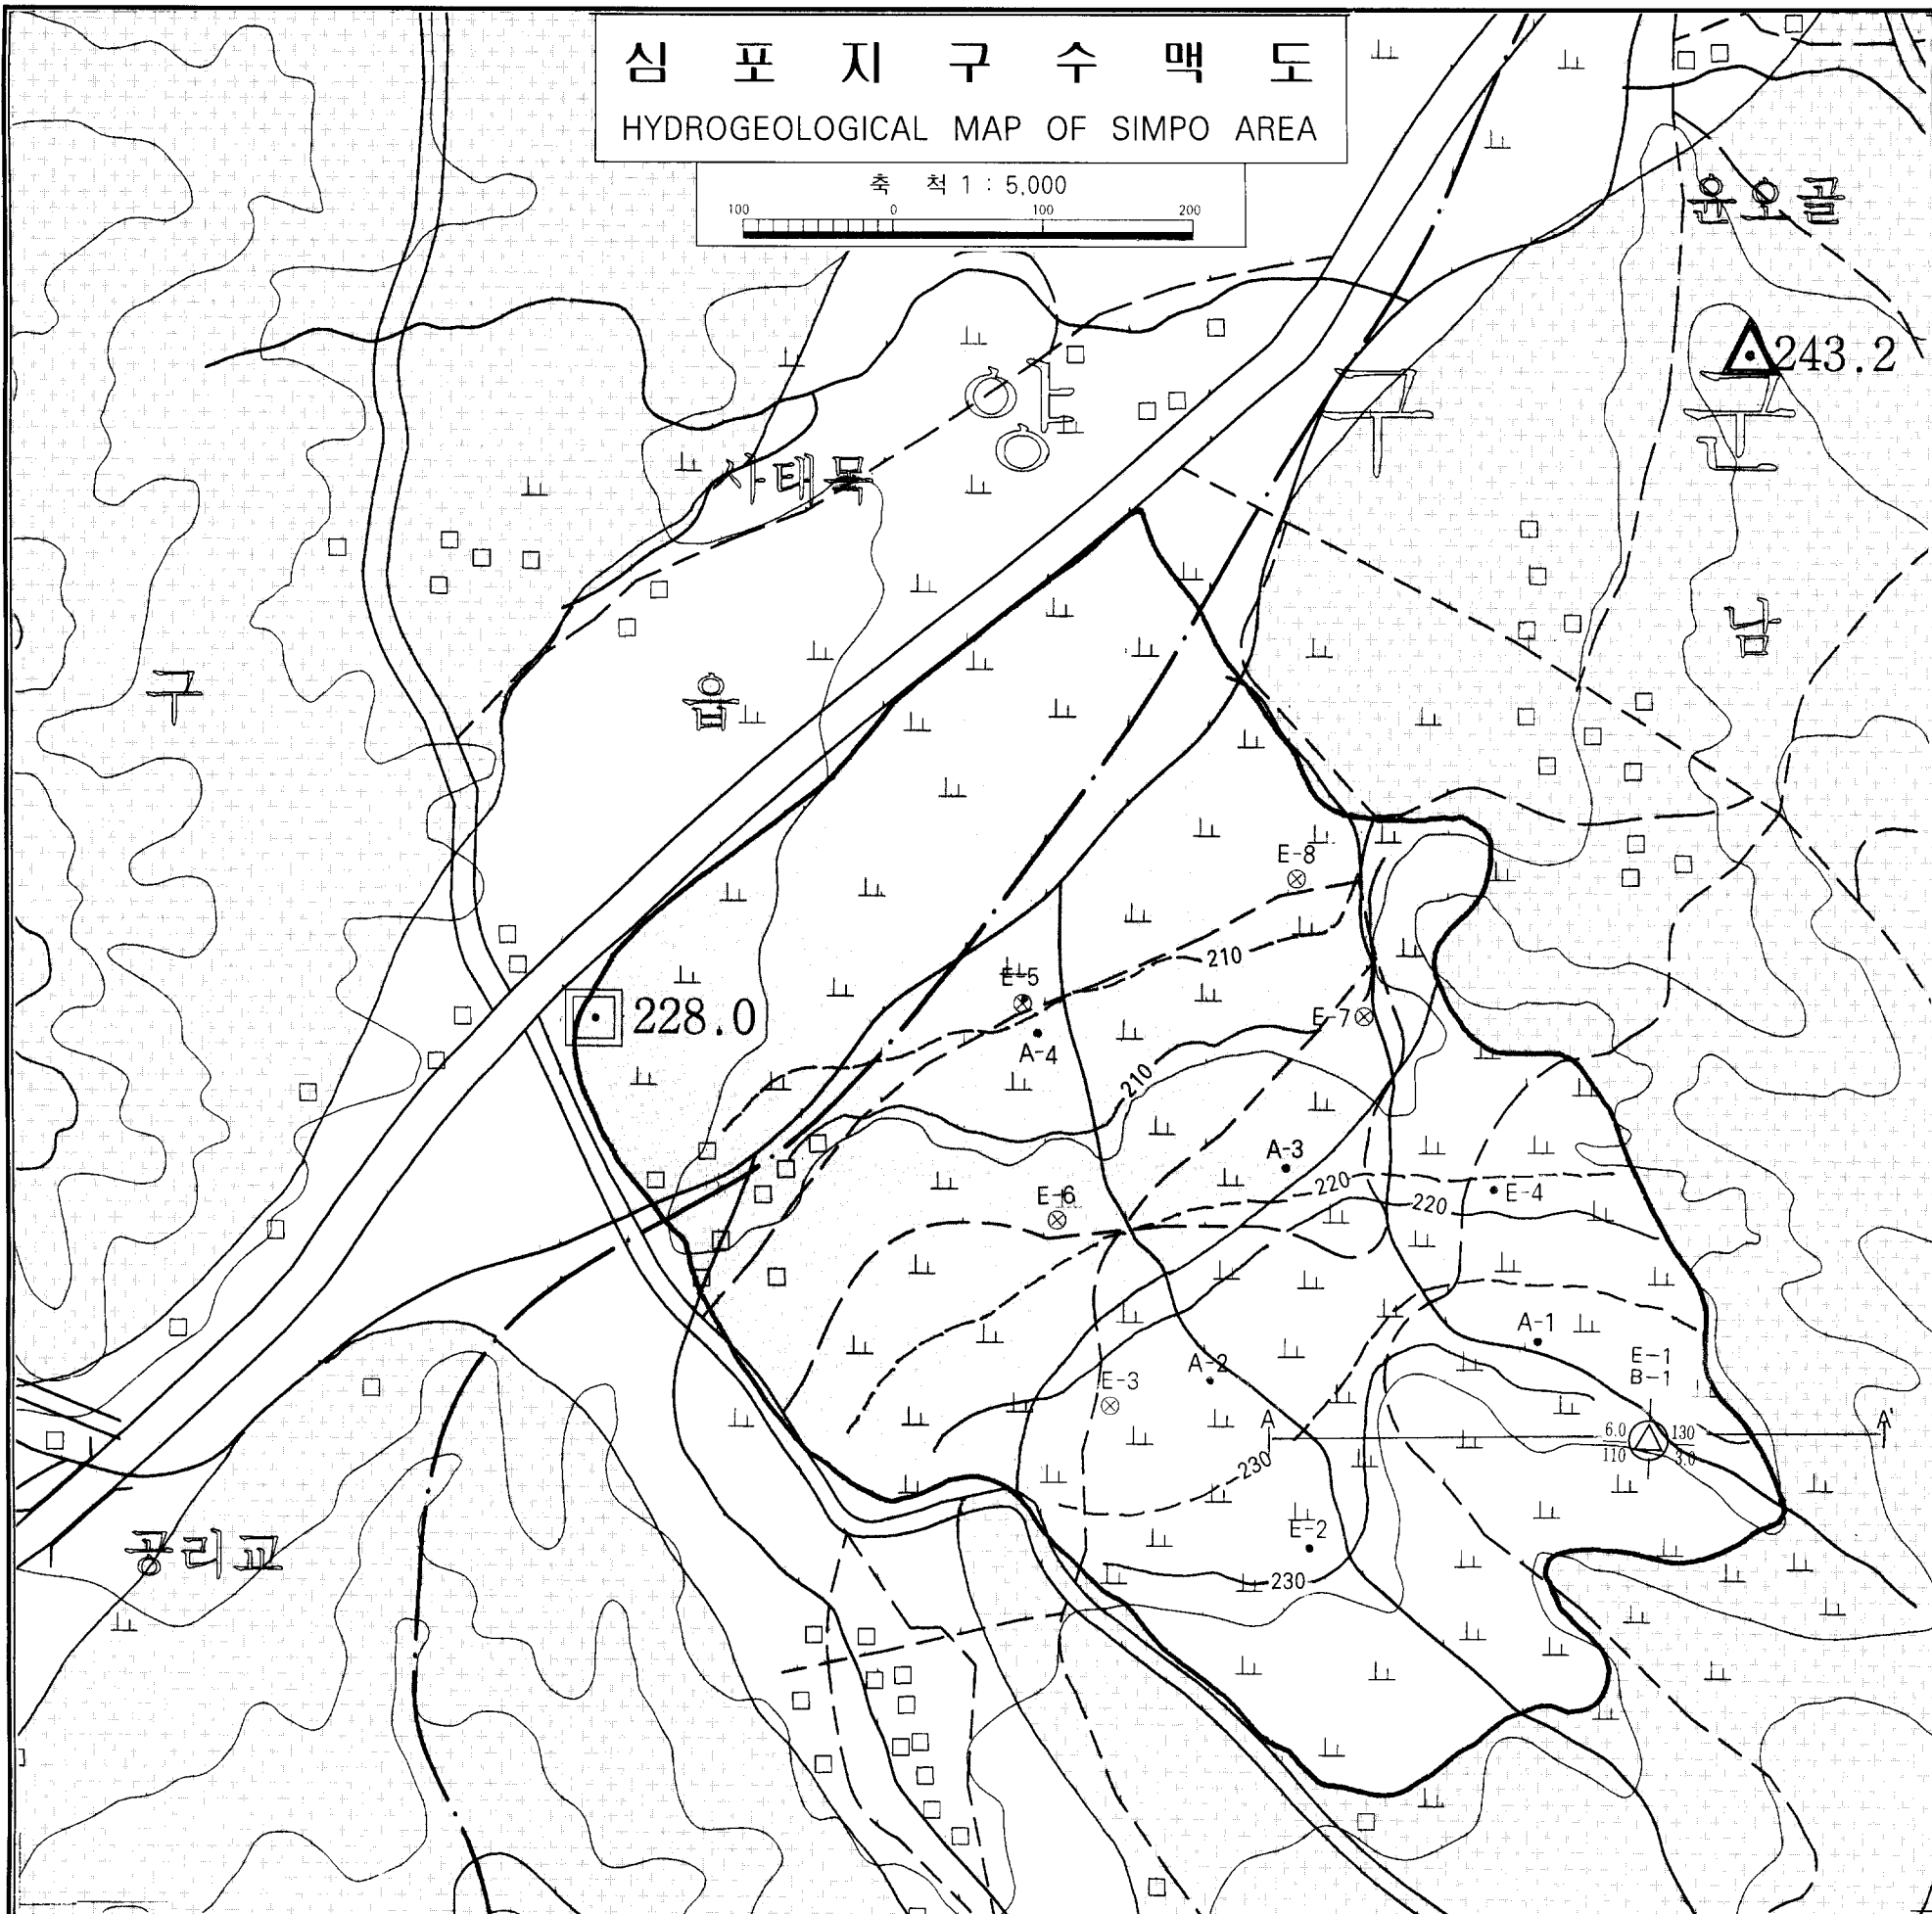 심 포 지 구 수 맥 도
HYDROGEOLOGICAL MAP OF SIMPO AREA
축 척 1 : 5,000
100 0 100 200
윤오골
243.2
양
구
군
사태목
남
구
읍
E-8
210
E-5
228.0
E-7
A-4
210
A-3
220
E-4
E-6
220
A-1
E-1
A-2
B-1
E-3
A
A'
6.0 130
110 3.0
230
E-2
공리교
230